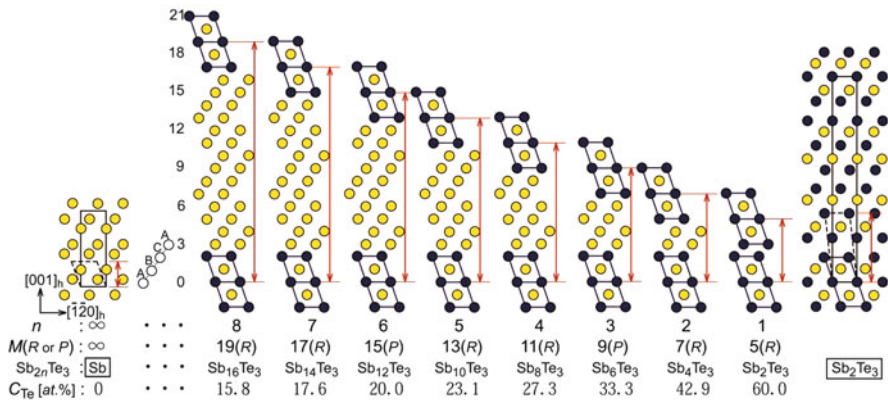 21
18
15
12
9
6
3
0
A
C
B
A
[001]h
[1̄20]h
n : ∞ · · · 8 7 6 5 4 3 2 1
M(R or P) : ∞ · · · 19(R) 17(R) 15(P) 13(R) 11(R) 9(P) 7(R) 5(R)
Sb2nTe3 : Sb · · · Sb16Te3 Sb14Te3 Sb12Te3 Sb10Te3 Sb8Te3 Sb6Te3 Sb4Te3 Sb2Te3 Sb2Te3
CTe [at.%] : 0 · · · 15.8 17.6 20.0 23.1 27.3 33.3 42.9 60.0